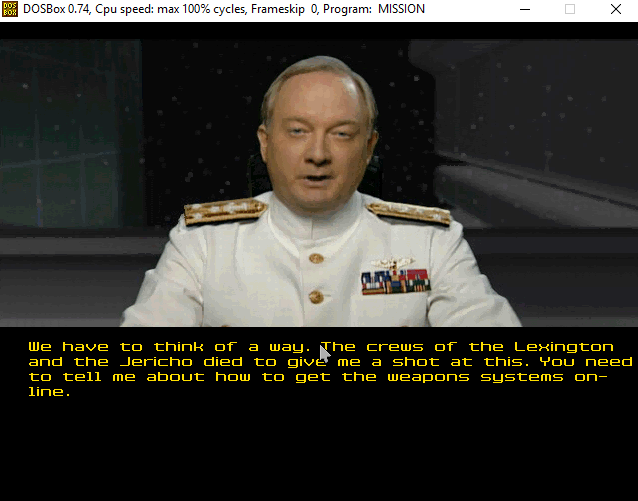 DOS
BOX
DOSBox 0.74, Cpu speed: max 100% cycles, Frameskip 0, Program: MISSION
We have to think of a way. The crews of the Lexington
and the Jericho died to give me a shot at this. You need
to tell me about how to get the weapons systems on-
line.